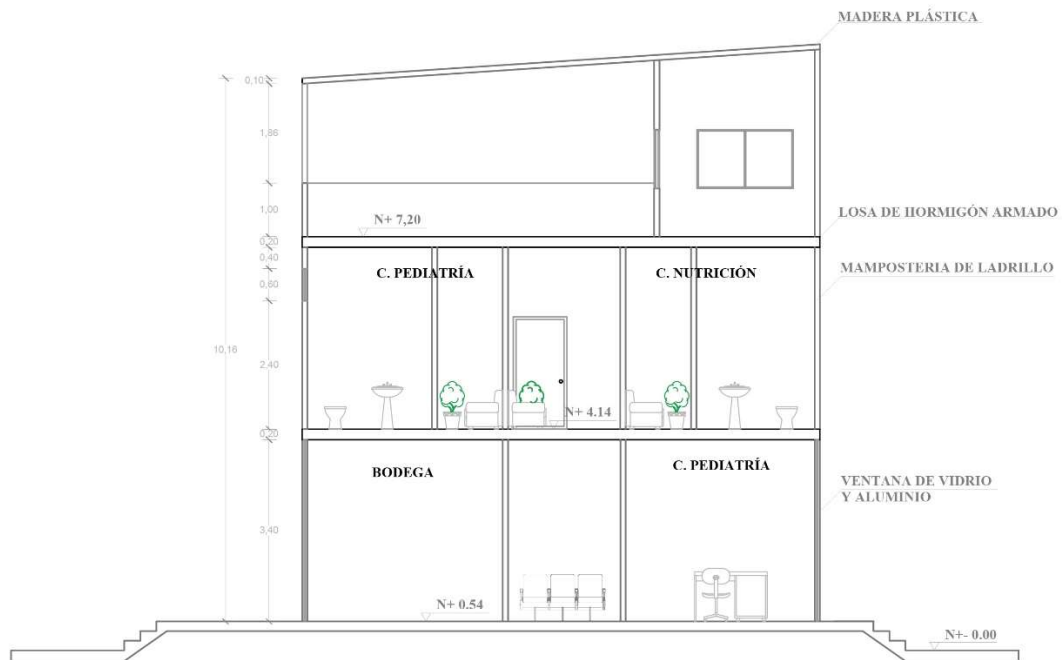 MADERA PLÁSTICA
0,10
1,86
1,00
N+ 7,20
LOSA DE HORMIGÓN ARMADO
0,20
0,40
C. PEDIATRÍA
C. NUTRICIÓN
MAMPOSTERIA DE LADRILLO
0,60
10,16
2,40
N+ 4.14
0,20
BODEGA
C. PEDIATRÍA
VENTANA DE VIDRIO
Y ALUMINIO
3,40
N+ 0.54
N+- 0.00